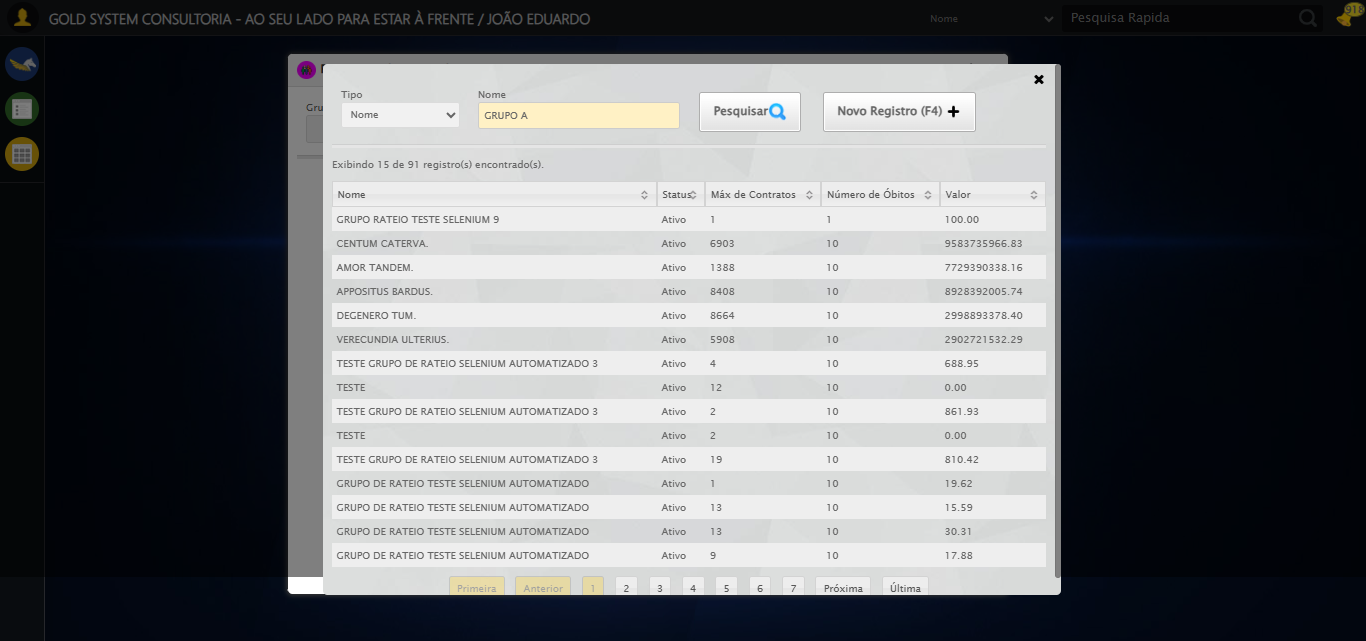 GOLD SYSTEM CONSULTORIA - AO SEU LADO PARA ESTAR À FRENTE / JOÃO EDUARDO
Nome
Pesquisa Rapida
918
Gru
Tipo
Nome
Nome
GRUPO A
Pesquisar
Novo Registro (F4)
Exibindo 15 de 91 registro(s) encontrado(s).
Nome Status Máx de Contratos Número de Óbitos Valor
GRUPO RATEIO TESTE SELENIUM 9 Ativo 1 1 100.00
CENTUM CATERVA. Ativo 6903 10 9583735966.83
AMOR TANDEM. Ativo 1388 10 7729390338.16
APPOSITUS BARDUS. Ativo 8408 10 8928392005.74
DEGENERO TUM. Ativo 8664 10 2998893378.40
VERECUNDIA ULTERIUS. Ativo 5908 10 2902721532.29
TESTE GRUPO DE RATEIO SELENIUM AUTOMATIZADO 3 Ativo 4 10 688.95
TESTE Ativo 12 10 0.00
TESTE GRUPO DE RATEIO SELENIUM AUTOMATIZADO 3 Ativo 2 10 861.93
TESTE Ativo 2 10 0.00
TESTE GRUPO DE RATEIO SELENIUM AUTOMATIZADO 3 Ativo 19 10 810.42
GRUPO DE RATEIO TESTE SELENIUM AUTOMATIZADO Ativo 1 10 19.62
GRUPO DE RATEIO TESTE SELENIUM AUTOMATIZADO Ativo 13 10 15.59
GRUPO DE RATEIO TESTE SELENIUM AUTOMATIZADO Ativo 13 10 30.31
GRUPO DE RATEIO TESTE SELENIUM AUTOMATIZADO Ativo 9 10 17.88
Primeira Anterior 1 2 3 4 5 6 7 Próxima Última